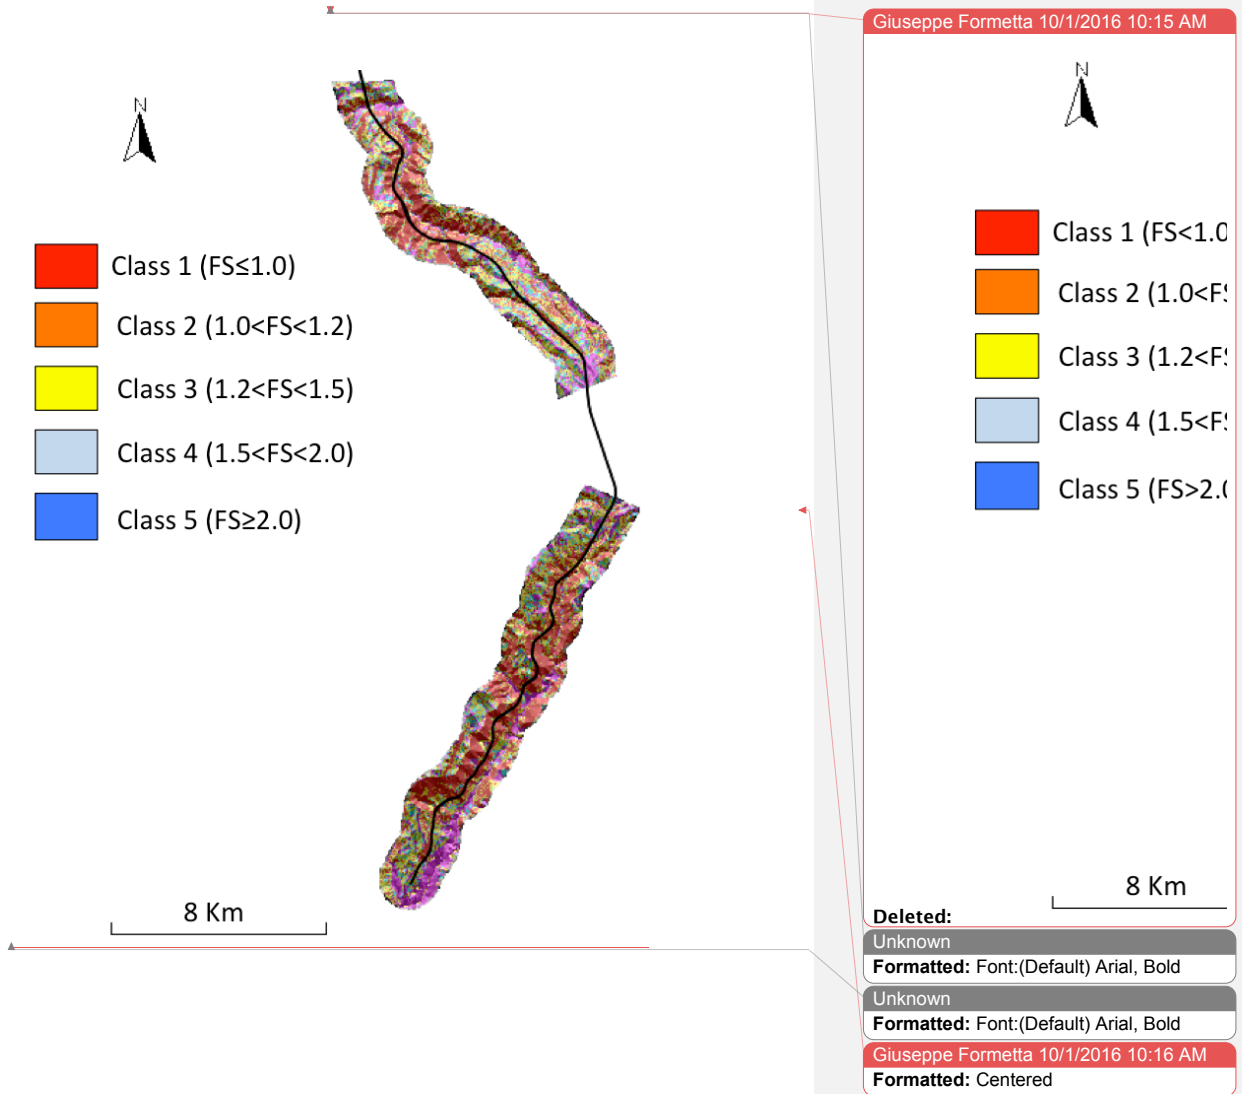 N
Class 1 (FS≤1.0)
Class 2 (1.0<FS<1.2)
Class 3 (1.2<FS<1.5)
Class 4 (1.5<FS<2.0)
Class 5 (FS≥2.0)
8 Km
Giuseppe Formetta 10/1/2016 10:15 AM
N
Class 1 (FS<1.0
Class 2 (1.0<FS
Class 3 (1.2<FS
Class 4 (1.5<FS
Class 5 (FS>2.0
8 Km
Deleted:
Unknown
Formatted: Font:(Default) Arial, Bold
Unknown
Formatted: Font:(Default) Arial, Bold
Giuseppe Formetta 10/1/2016 10:16 AM
Formatted: Centered